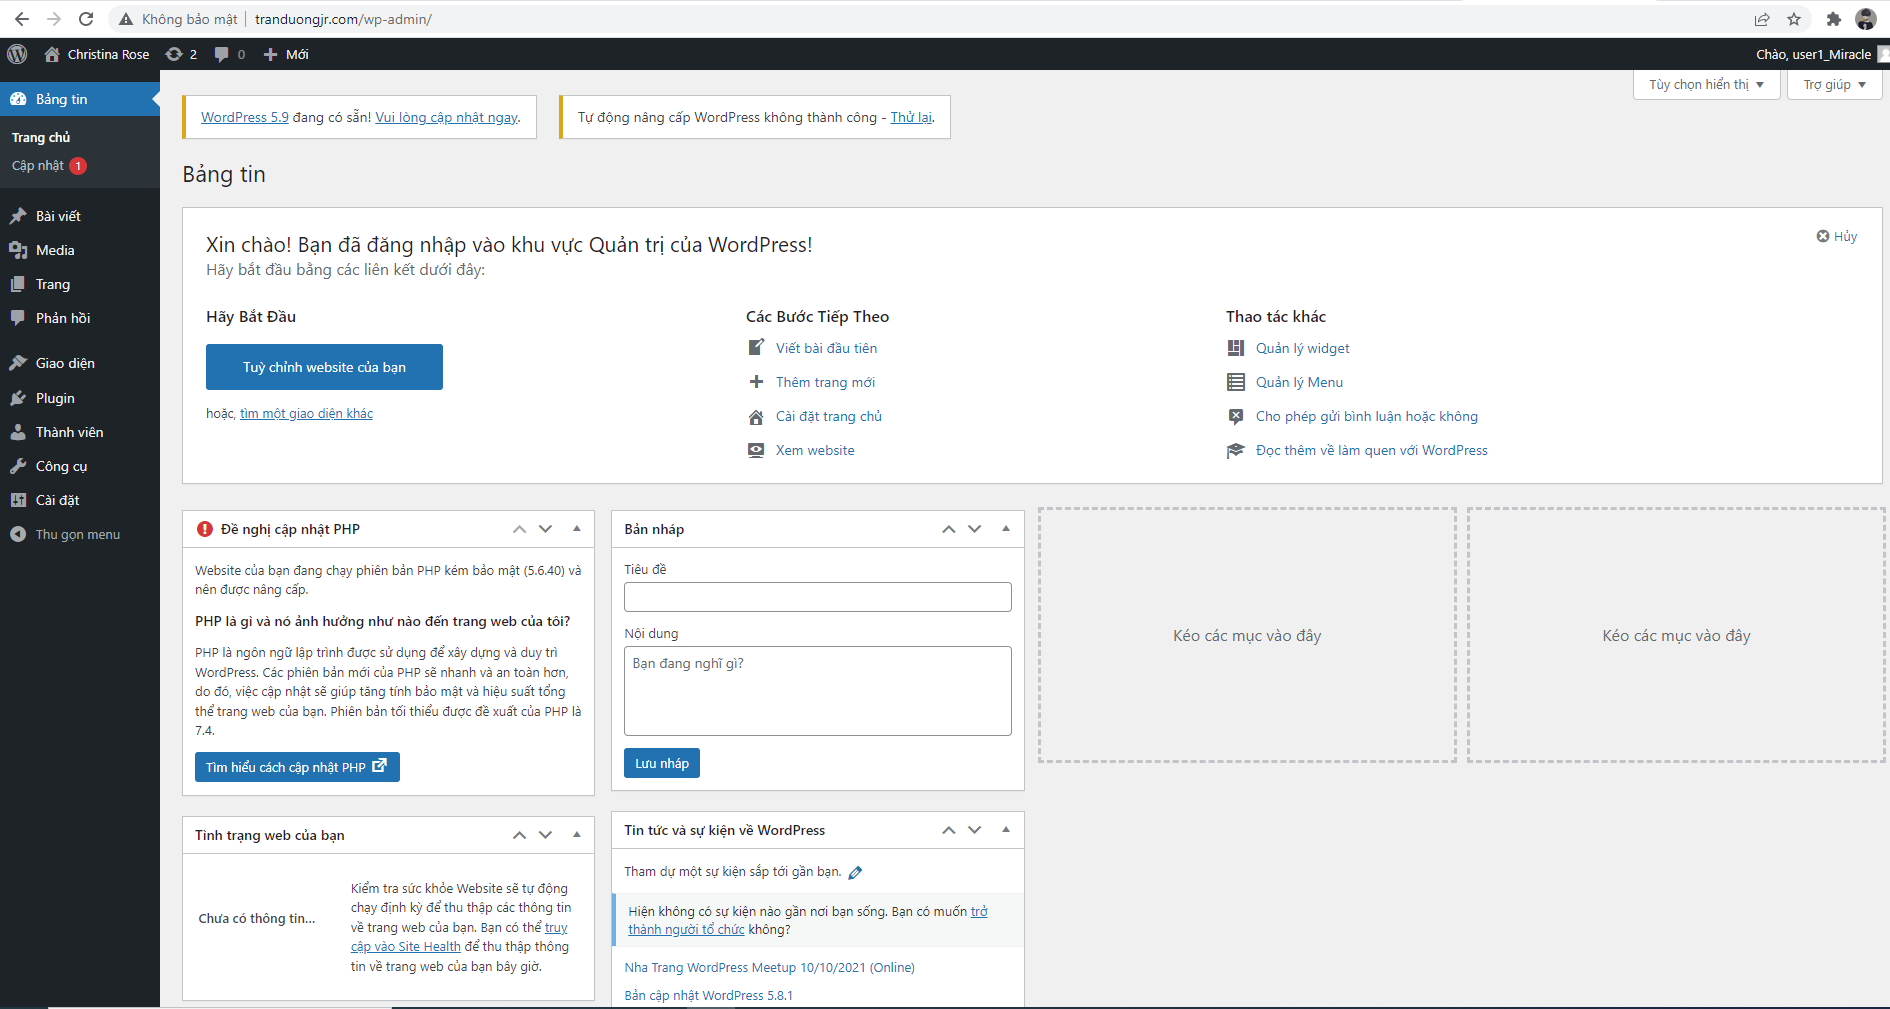 Không bảo mật
tranduongjr.com/wp-admin/
Christina Rose
2
0
Mới
Chào, user1_Miracle
Bảng tin
Trang chủ
Cập nhật 1
Bài viết
Media
Trang
Phản hồi
Giao diện
Plugin
Thành viên
Công cụ
Cài đặt
Thu gọn menu
Tùy chọn hiển thị
Trợ giúp
WordPress 5.9 đang có sẵn! Vui lòng cập nhật ngay.
Tự động nâng cấp WordPress không thành công - Thử lại.
Bảng tin
Xin chào! Bạn đã đăng nhập vào khu vực Quản trị của WordPress!
Hủy
Hãy bắt đầu bằng các liên kết dưới đây:
Hãy Bắt Đầu
Tuỳ chỉnh website của bạn
hoặc, tìm một giao diện khác
Các Bước Tiếp Theo
Viết bài đầu tiên
Thêm trang mới
Cài đặt trang chủ
Xem website
Thao tác khác
Quản lý widget
Quản lý Menu
Cho phép gửi bình luận hoặc không
Đọc thêm về làm quen với WordPress
Đề nghị cập nhật PHP
Website của bạn đang chạy phiên bản PHP kém bảo mật (5.6.40) và
nên được nâng cấp.
PHP là gì và nó ảnh hưởng như nào đến trang web của tôi?
PHP là ngôn ngữ lập trình được sử dụng để xây dựng và duy trì
WordPress. Các phiên bản mới của PHP sẽ nhanh và an toàn hơn,
do đó, việc cập nhật sẽ giúp tăng tính bảo mật và hiệu suất tổng
thể trang web của bạn. Phiên bản tối thiểu được đề xuất của PHP là
7.4.
Tìm hiểu cách cập nhật PHP
Tình trạng web của bạn
Chưa có thông tin...
Kiểm tra sức khỏe Website sẽ tự động
chạy định kỳ để thu thập các thông tin
về trang web của bạn. Bạn có thể truy
cập vào Site Health để thu thập thông
tin về trang web của bạn bây giờ.
Bản nháp
Tiêu đề
Nội dung
Bạn đang nghĩ gì?
Lưu nháp
Tin tức và sự kiện về WordPress
Tham dự một sự kiện sắp tới gần bạn.
Hiện không có sự kiện nào gần nơi bạn sống. Bạn có muốn trở
thành người tổ chức không?
Nha Trang WordPress Meetup 10/10/2021 (Online)
Bản cập nhật WordPress 5.8.1
Kéo các mục vào đây
Kéo các mục vào đây